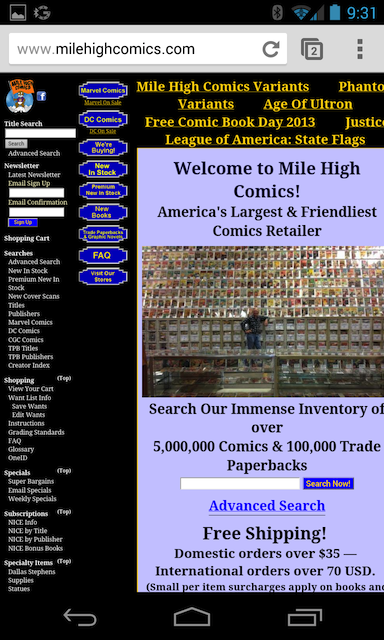 9:31
www.milehighcomics.com
2
MILE HIGH COMICS
Title Search
Search
Advanced Search
Newsletter
Latest Newsletter
Email Sign Up
Email Confirmation
Sign Up
Shopping Cart
Searches
Advanced Search
New In Stock
Premium New In
Stock
New Cover Scans
Titles
Publishers
Marvel Comics
DC Comics
CGC Comics
TPB Titles
TPB Publishers
Creator Index
Shopping (Top)
View Your Cart
Want List Info
Save Wants
Edit Wants
Instructions
Grading Standards
FAQ
Glossary
OneID
Specials (Top)
Super Bargains
Email Specials
Weekly Specials
Subscriptions (Top)
NICE Info
NICE by Title
NICE by Publisher
NICE Bonus Books
Specialty Items (Top)
Dallas Stephens
Supplies
Statues
Marvel Comics
Marvel On Sale
DC Comics
DC On Sale
We're
Buying!
New
In Stock
Premium
New in Stock
New
Books
Trade Paperbacks
& Graphic Novels
FAQ
Visit Our
Stores
Mile High Comics Variants Phanto
Variants Age Of Ultron
Free Comic Book Day 2013 Justic
League of America: State Flags
Welcome to Mile High
Comics!
America's Largest & Friendliest
Comics Retailer
Search Our Immense Inventory of
over
5,000,000 Comics & 100,000 Trade
Paperbacks
Search Now!
Advanced Search
Free Shipping!
Domestic orders over $35 —
International orders over 70 USD.
(Small per item surcharges apply on books and